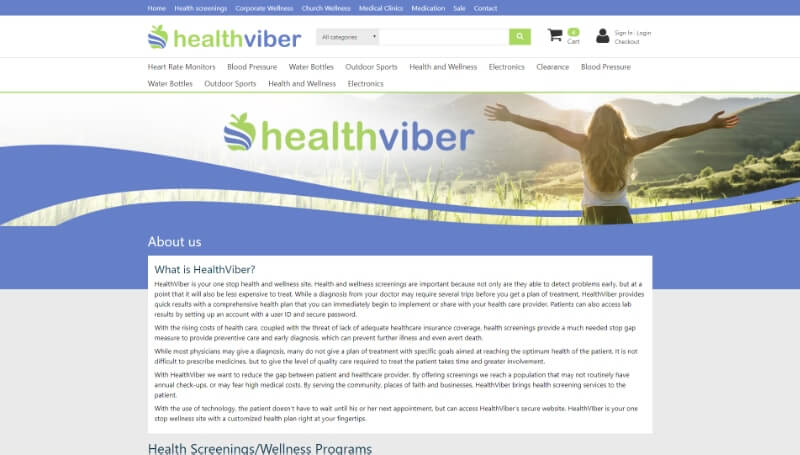 Home Health screenings Corporate Wellness Church Wellness Medical Clinics Medication Sale Contact
healthviber All categories 0 Cart Sign In : Login Checkout
Heart Rate Monitors Blood Pressure Water Bottles Outdoor Sports Health and Wellness Electronics Clearance Blood Pressure
Water Bottles Outdoor Sports Health and Wellness Electronics
healthviber
About us
What is HealthViber?
HealthViber is your one stop health and wellness site. Health and wellness screenings are important because not only are they able to detect problems early, but at a
point that it will also be less expensive to treat. While a diagnosis from your doctor may require several trips before you get a plan of treatment, HealthViber provides
quick results with a comprehensive health plan that you can immediately begin to implement or share with your health care provider. Patients can also access lab
results by setting up an account with a user ID and secure password.
With the rising costs of health care, coupled with the threat of lack of adequate healthcare insurance coverage, health screenings provide a much needed stop gap
measure to provide preventive care and early diagnosis, which can prevent further illness and even avert death.
While most physicians may give a diagnosis, many do not give a plan of treatment with specific goals aimed at reaching the optimum health of the patient. It is not
difficult to prescribe medicines, but to give the level of quality care required to treat the patient takes time and greater involvement.
With HealthViber we want to reduce the gap between patient and healthcare provider. By offering screenings we reach a population that may not routinely have
annual check-ups, or may fear high medical costs. By serving the community, places of faith and businesses, HealthViber brings health screening services to the
patient.
With the use of technology, the patient doesn't have to wait until his or her next appointment, but can access HealthViber's secure website. HealthViber is your one
stop wellness site with a customized health plan right at your fingertips.
Health Screenings/Wellness Programs